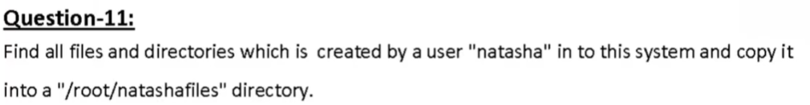 Question-11:
Find all files and directories which is created by a user "natasha" in to this system and copy it
into a "/root/natashafiles" directory.